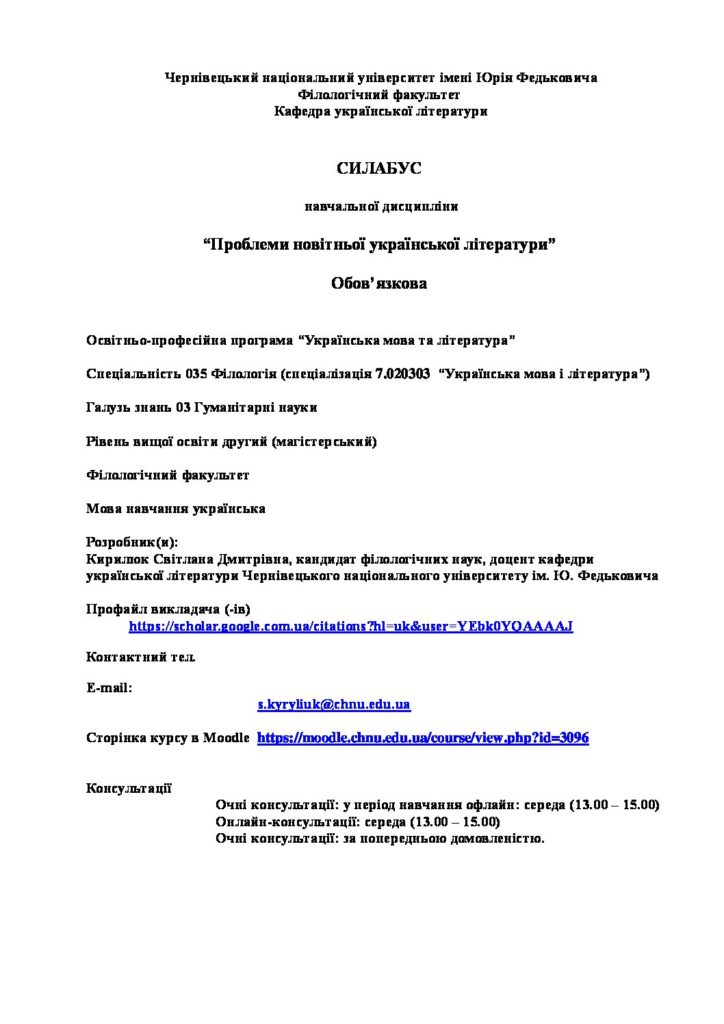 Чернівецький національний університет імені Юрія Федьковича
Філологічний факультет
Кафедра української літератури
СИЛАБУС
навчальної дисципліни
“Проблеми новітньої української літератури”
Обов’язкова
Освітньо-професійна програма “Українська мова та література”
Спеціальність 035 Філологія (спеціалізація 7.020303 “Українська мова і література”)
Галузь знань 03 Гуманітарні науки
Рівень вищої освіти другий (магістерський)
Філологічний факультет
Мова навчання українська
Розробник(и):
Кирилюк Світлана Дмитрівна, кандидат філологічних наук, доцент кафедри
української літератури Чернівецького національного університету ім. Ю. Федьковича
Профайл викладача (-ів)
https://scholar.google.com.ua/citations?hl=uk&user=YEbk0YQAAAAJ
Контактний тел.
E-mail:
s.kyryliuk@chnu.edu.ua
Сторінка курсу в Moodle https://moodle.chnu.edu.ua/course/view.php?id=3096
Консультації
Очні консультації: у період навчання офлайн: середа (13.00 – 15.00)
Онлайн-консультації: середа (13.00 – 15.00)
Очні консультації: за попередньою домовленістю.